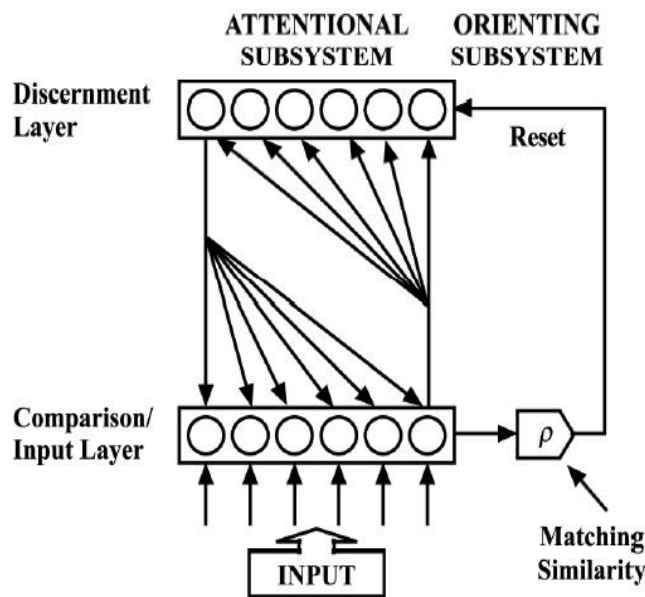 ATTENTIONAL
SUBSYSTEM
ORIENTING
SUBSYSTEM
Discernment
Layer
Reset
Comparison/
Input Layer
ρ
Matching
Similarity
INPUT